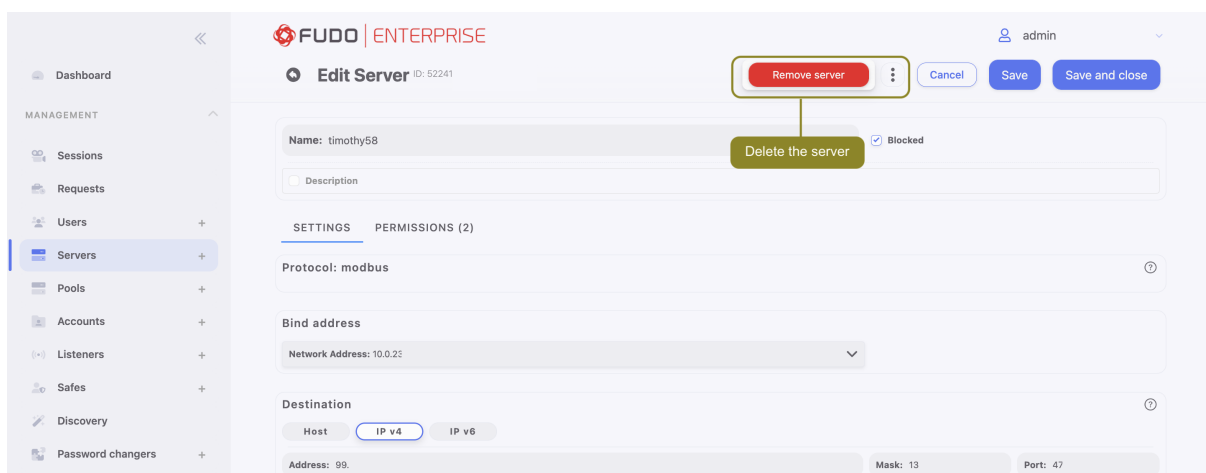 FUDO ENTERPRISE
admin
Edit Server ID: 52241
Remove server
Cancel
Save
Save and close
Delete the server
Dashboard
MANAGEMENT
Sessions
Requests
Users +
Servers +
Pools +
Accounts +
Listeners +
Safes +
Discovery
Password changers +
Name: timothy58
Blocked
Description
SETTINGS PERMISSIONS (2)
Protocol: modbus
Bind address
Network Address: 10.0.23
Destination
Host IP v4 IP v6
Address: 99. Mask: 13 Port: 47